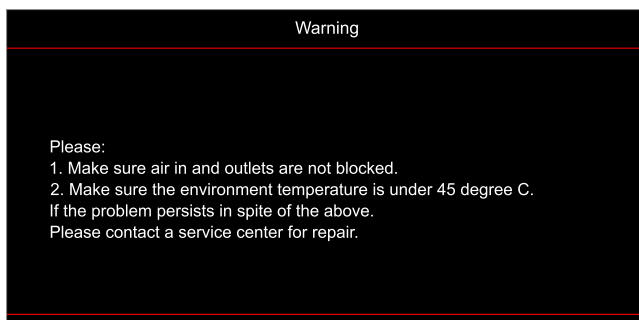 Warning
Please:
1. Make sure air in and outlets are not blocked.
2. Make sure the environment temperature is under 45 degree C.
If the problem persists in spite of the above.
Please contact a service center for repair.